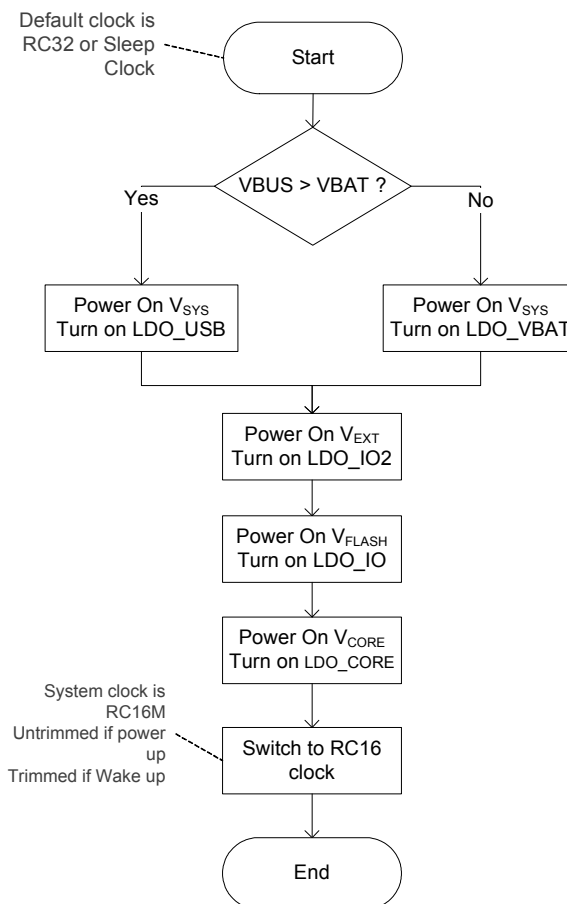 Default clock is
RC32 or Sleep
Clock
Start
VBUS > VBAT ?
Yes
No
Power On VSYS
Turn on LDO_USB
Power On VSYS
Turn on LDO_VBAT
Power On VEXT
Turn on LDO_IO2
Power On VFLASH
Turn on LDO_IO
Power On VCORE
Turn on LDO_CORE
System clock is
RC16M
Untrimmed if power
up
Trimmed if Wake up
Switch to RC16
clock
End